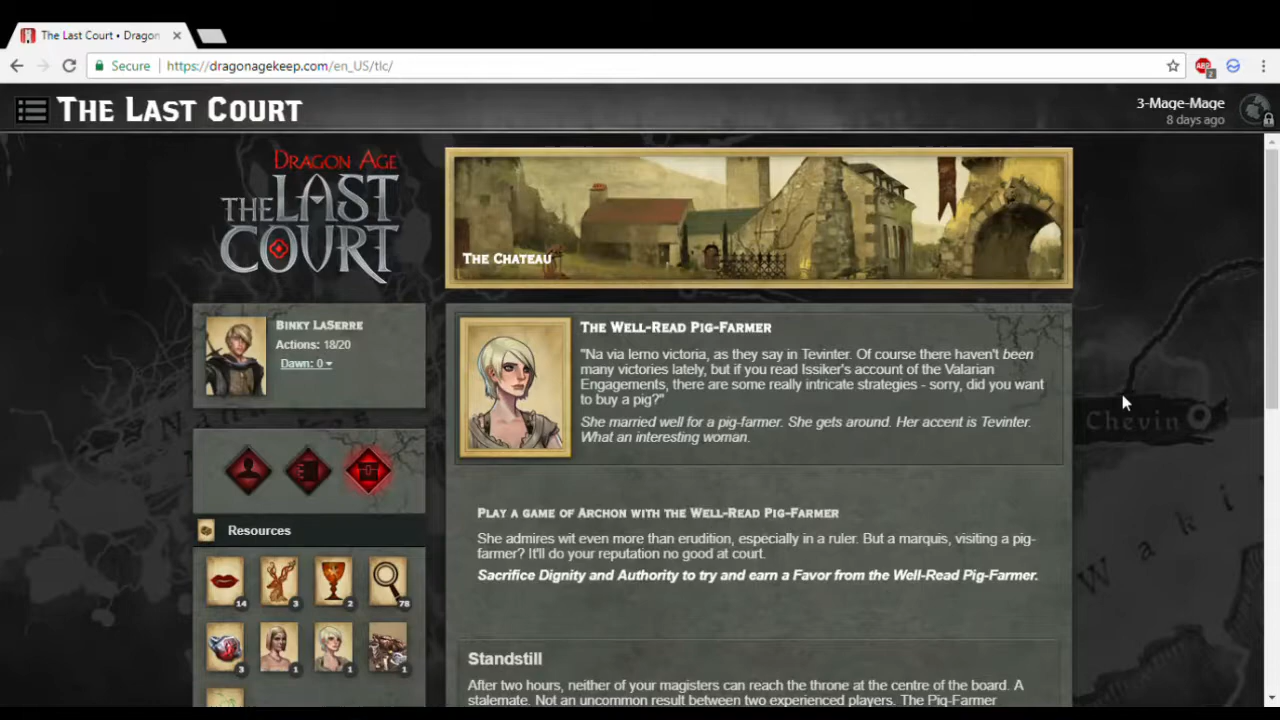 The Last Court • Dragon
Secure
https://dragonagekeep.com/en_US/tlc/
ABP
2
THE LAST COURT
3-Mage-Mage
8 days ago
DRAGON AGE
THE LAST
COURT
THE CHATEAU
BINKY LASERRE
Actions: 18/20
Dawn: 0
THE WELL-READ PIG-FARMER
"Na via lerno victoria, as they say in Tevinter. Of course there haven't been
many victories lately, but if you read Issiker's account of the Valarian
Engagements, there are some really intricate strategies - sorry, did you want
to buy a pig?"
She married well for a pig-farmer. She gets around. Her accent is Tevinter.
What an interesting woman.
Chevin
Wak
Resources
14
3
2
78
3
1
1
1
PLAY A GAME OF ARCHON WITH THE WELL-READ PIG-FARMER
She admires wit even more than erudition, especially in a ruler. But a marquis, visiting a pig-
farmer? It'll do your reputation no good at court.
Sacrifice Dignity and Authority to try and earn a Favor from the Well-Read Pig-Farmer.
Standstill
After two hours, neither of your magisters can reach the throne at the centre of the board. A
stalemate. Not an uncommon result between two experienced players. The Pig-Farmer